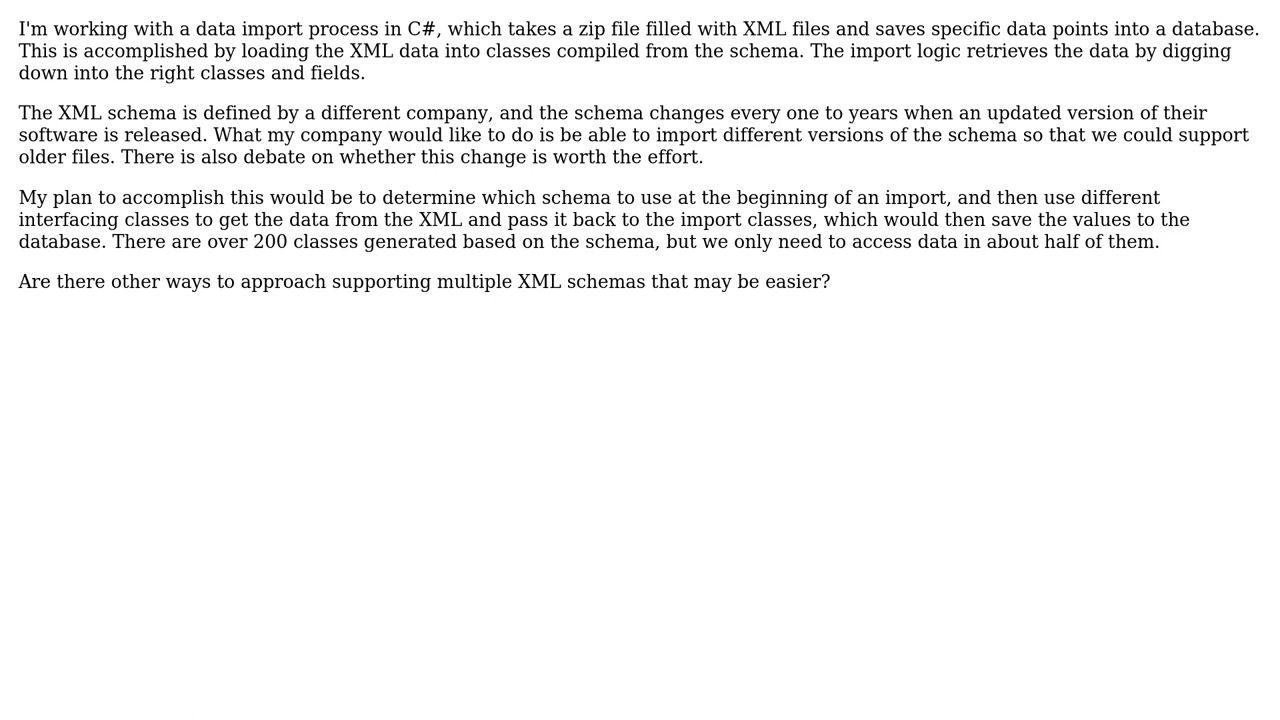 I'm working with a data import process in C#, which takes a zip file filled with XML files and saves specific data points into a database.
This is accomplished by loading the XML data into classes compiled from the schema. The import logic retrieves the data by digging
down into the right classes and fields.
The XML schema is defined by a different company, and the schema changes every one to years when an updated version of their
software is released. What my company would like to do is be able to import different versions of the schema so that we could support
older files. There is also debate on whether this change is worth the effort.
My plan to accomplish this would be to determine which schema to use at the beginning of an import, and then use different
interfacing classes to get the data from the XML and pass it back to the import classes, which would then save the values to the
database. There are over 200 classes generated based on the schema, but we only need to access data in about half of them.
Are there other ways to approach supporting multiple XML schemas that may be easier?